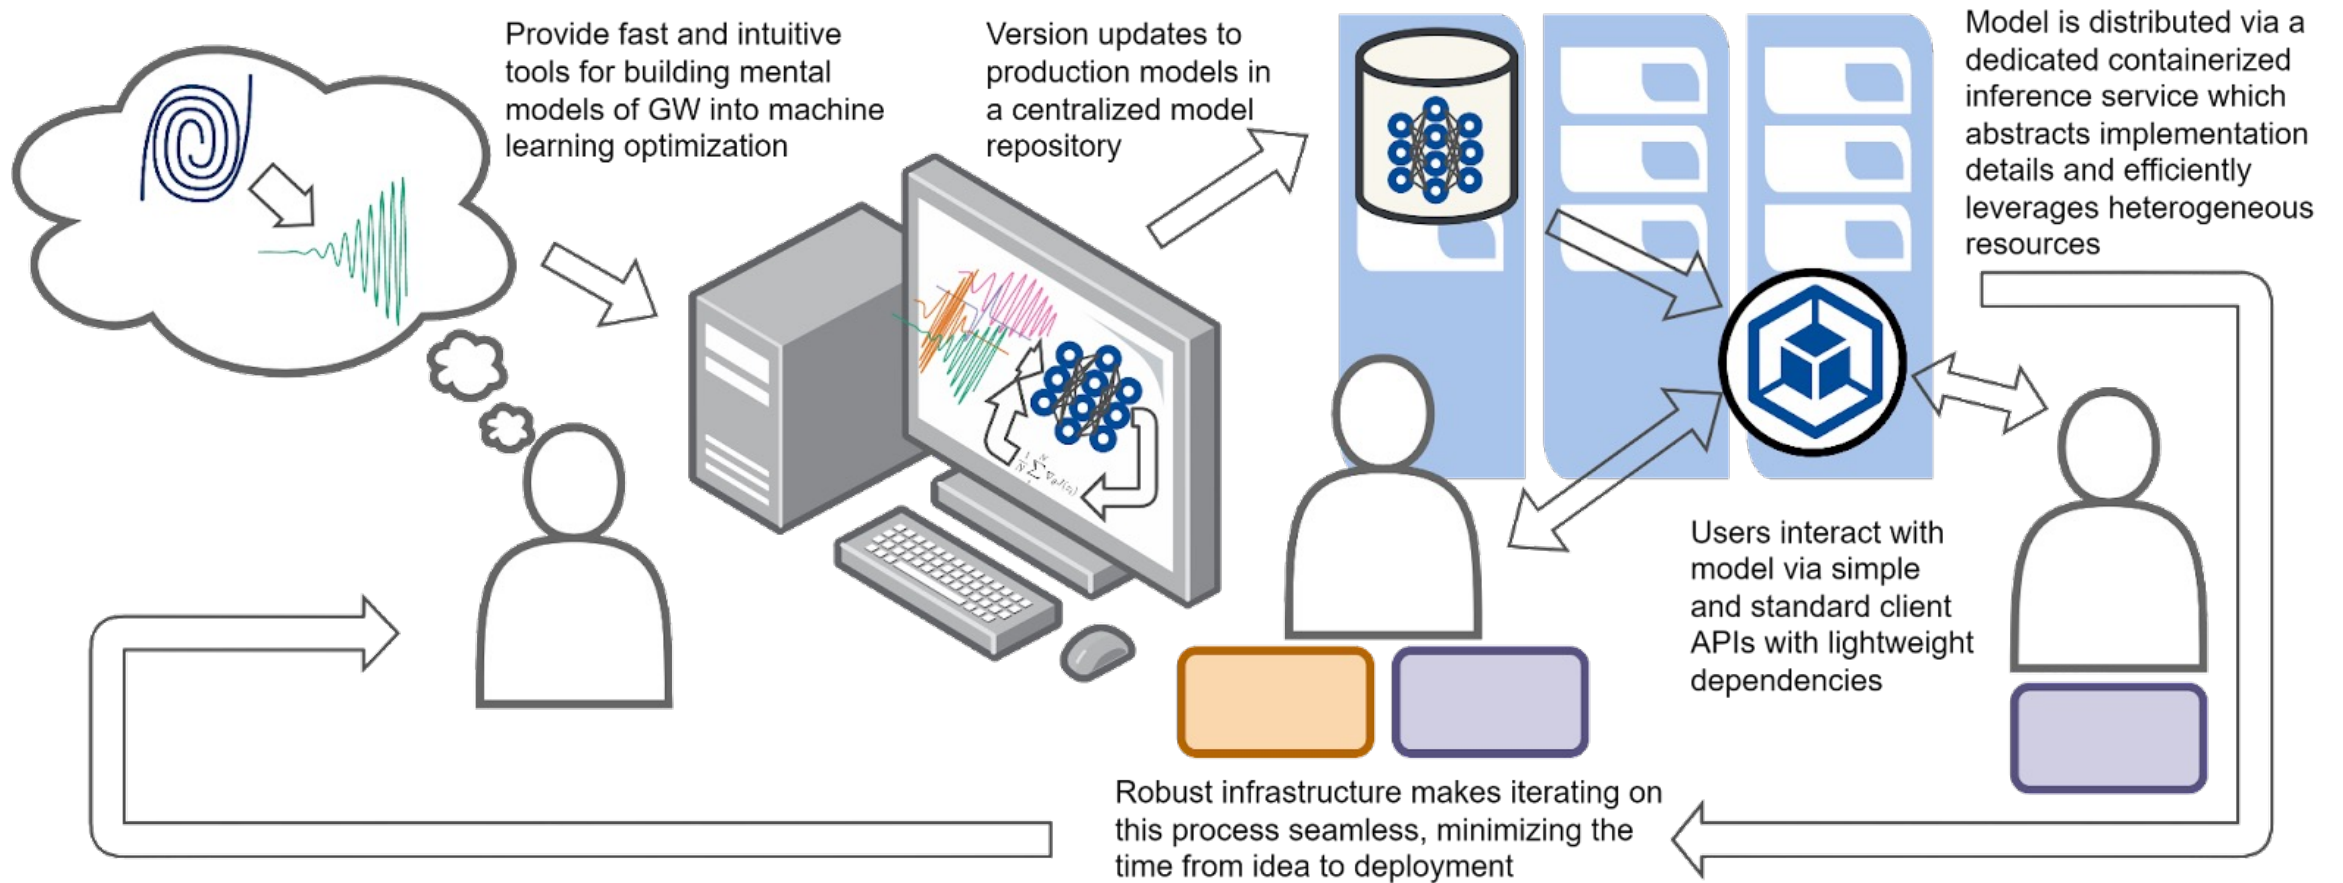 Provide fast and intuitive
tools for building mental
models of GW into machine
learning optimization
Version updates to
production models in
a centralized model
repository
Model is distributed via a
dedicated containerized
inference service which
abstracts implementation
details and efficiently
leverages heterogeneous
resources
Users interact with
model via simple
and standard client
APIs with lightweight
dependencies
Robust infrastructure makes iterating on
this process seamless, minimizing the
time from idea to deployment